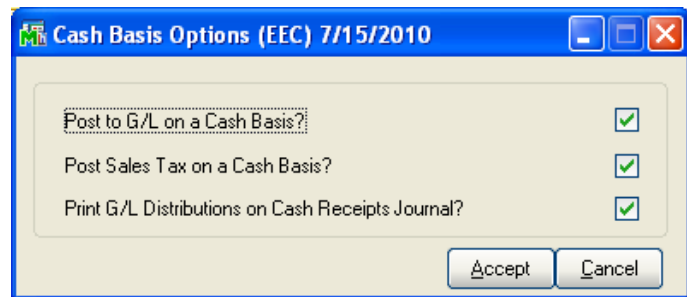 Cash Basis Options (EEC) 7/15/2010
Post to G/L on a Cash Basis?
Post Sales Tax on a Cash Basis?
Print G/L Distributions on Cash Receipts Journal?
Accept Cancel